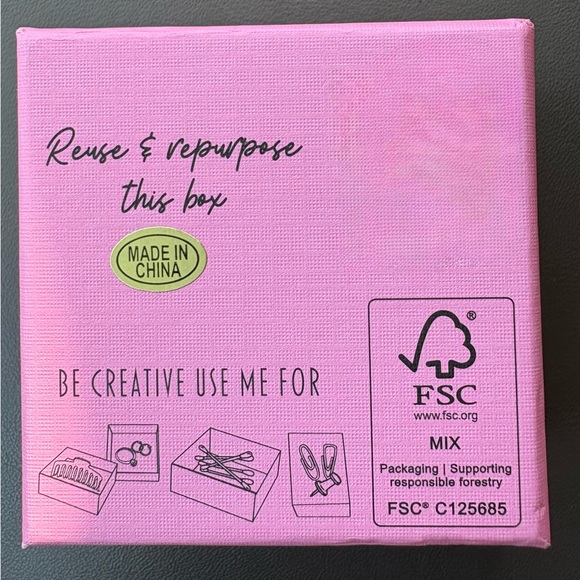 Reuse & repurpose
this box
MADE IN
CHINA
BE CREATIVE USE ME FOR
®
FSC
www.fsc.org
MIX
Packaging | Supporting
responsible forestry
FSC® C125685